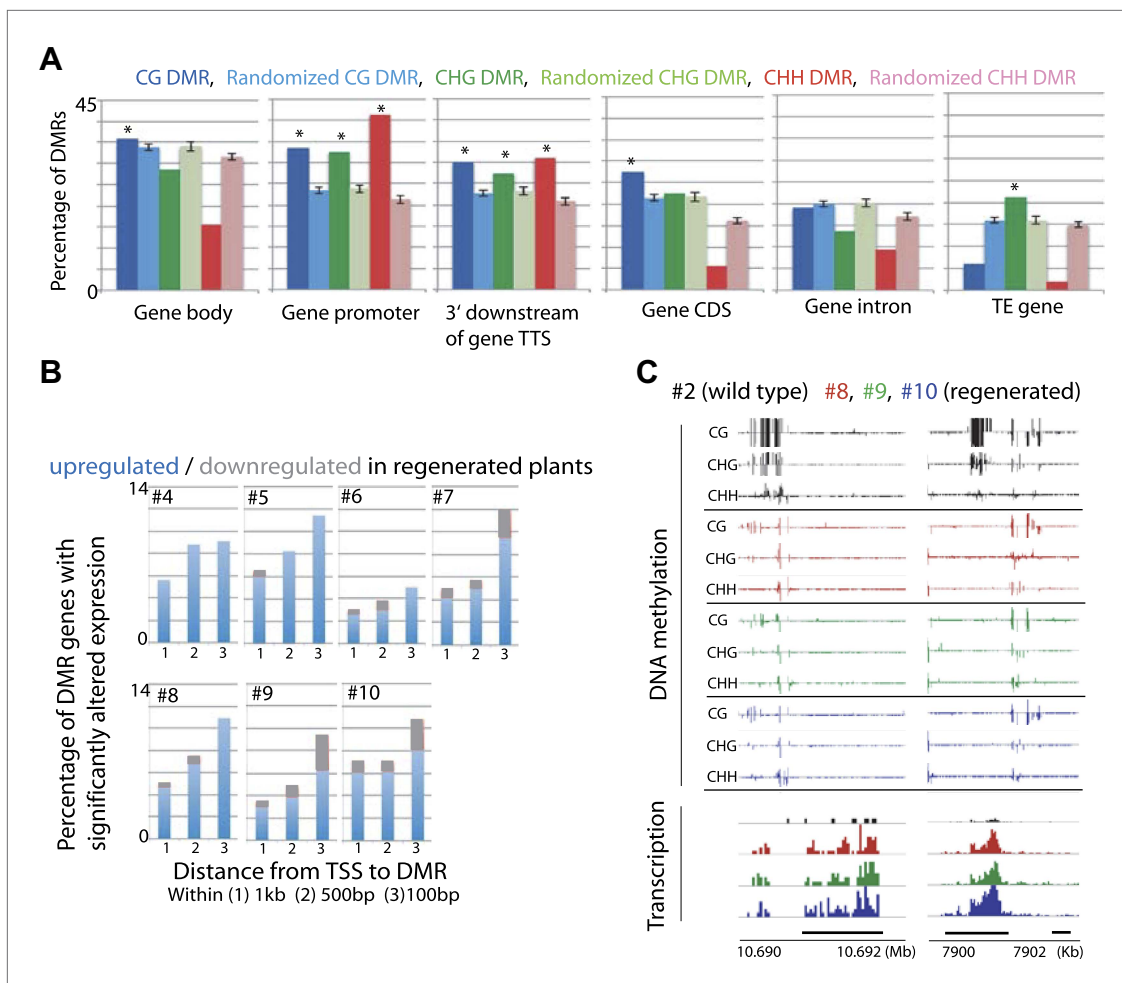 A
CG DMR, Randomized CG DMR, CHG DMR, Randomized CHG DMR, CHH DMR, Randomized CHH DMR
Percentage of DMRs
45
0
* * * * * * * * *
Gene body
Gene promoter
3’ downstream
of gene TTS
Gene CDS
Gene intron
TE gene
B
upregulated / downregulated in regenerated plants
Percentage of DMR genes with
significantly altered expression
14
0
#4 #5 #6 #7
1 2 3 1 2 3 1 2 3 1 2 3
14
0
#8 #9 #10
1 2 3 1 2 3 1 2 3
Distance from TSS to DMR
Within (1) 1kb (2) 500bp (3)100bp
C
#2 (wild type) #8, #9, #10 (regenerated)
DNA methylation
CG
CHG
CHH
CG
CHG
CHH
CG
CHG
CHH
CG
CHG
CHH
Transcription
10.690 10.692 (Mb) 7900 7902 (Kb)